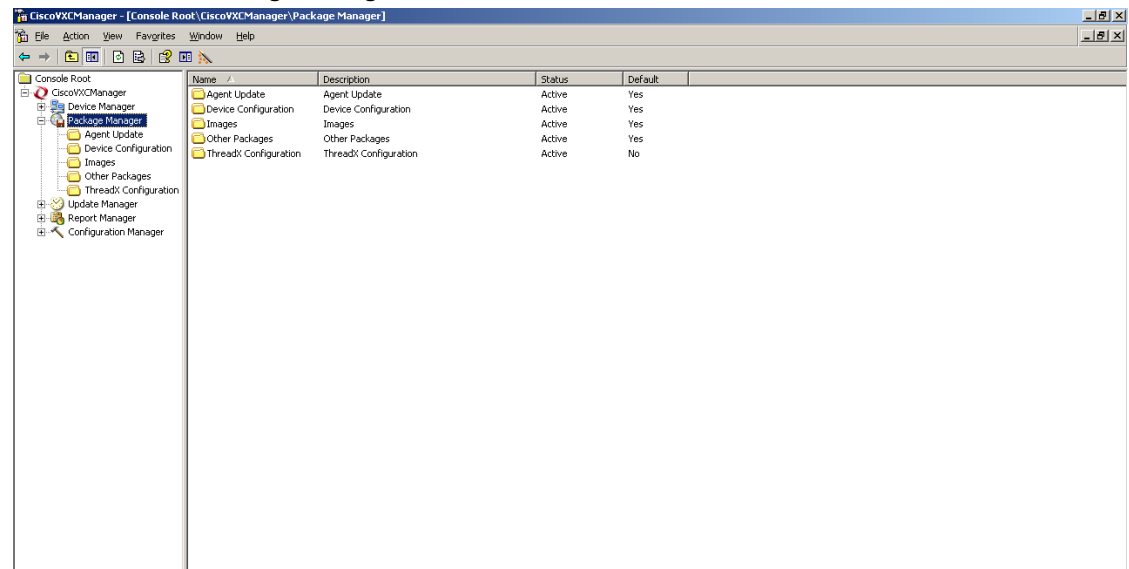 CiscoVXCManager - [Console Root\CiscoVXCManager\Package Manager]
File Action View Favorites Window Help
Console Root
CiscoVXCManager
Device Manager
Package Manager
Agent Update
Device Configuration
Images
Other Packages
ThreadX Configuration
Update Manager
Report Manager
Configuration Manager
Name Description Status Default
Agent Update Agent Update Active Yes
Device Configuration Device Configuration Active Yes
Images Images Active Yes
Other Packages Other Packages Active Yes
ThreadX Configuration ThreadX Configuration Active No